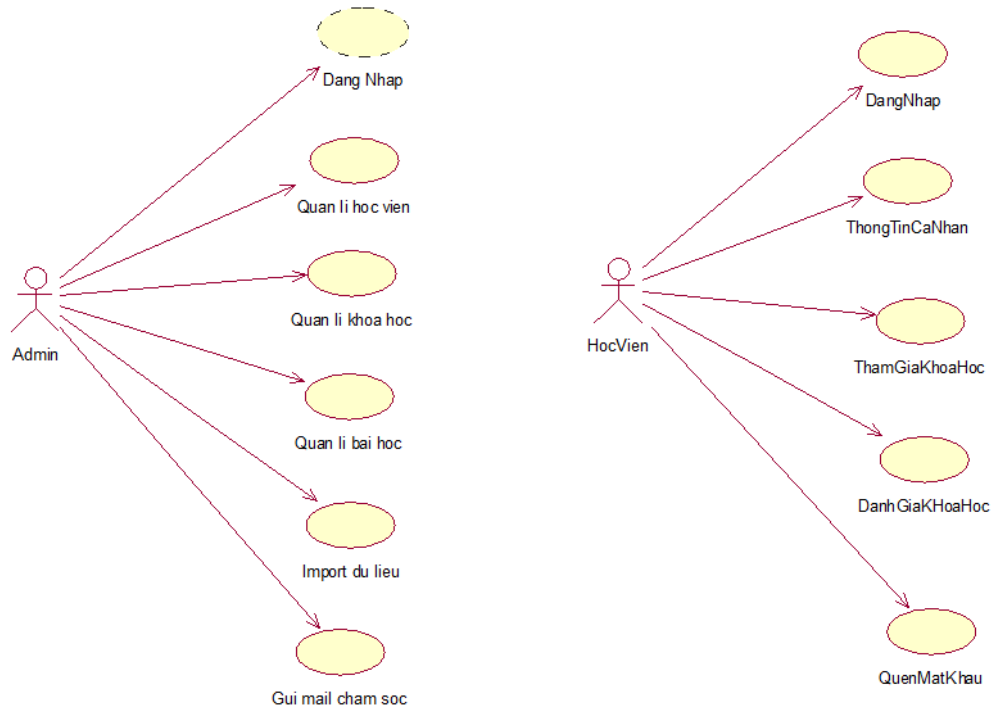 Dang Nhap
Quan li hoc vien
Quan li khoa hoc
Admin
Quan li bai hoc
Import du lieu
Gui mail cham soc
DangNhap
ThongTinCaNhan
HocVien
ThamGiaKhoaHoc
DanhGiaKHoaHoc
QuenMatKhau